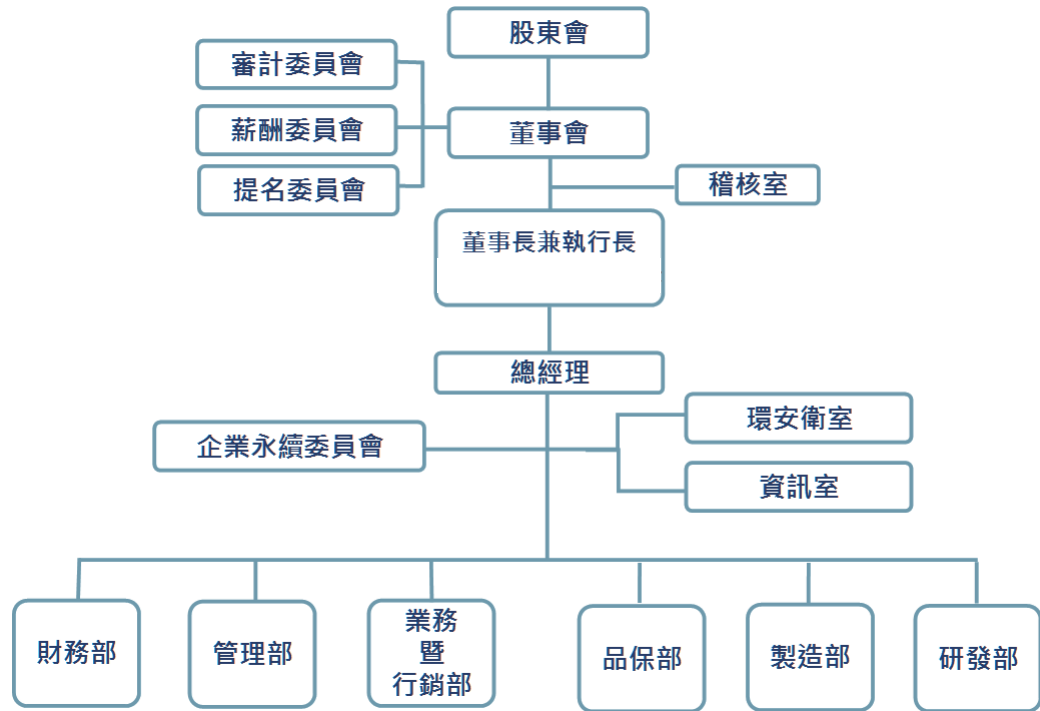 股東會
審計委員會
薪酬委員會
提名委員會
董事會
稽核室
董事長兼執行長
總經理
企業永續委員會
環安衛室
資訊室
財務部
管理部
業務
暨
行銷部
品保部
製造部
研發部